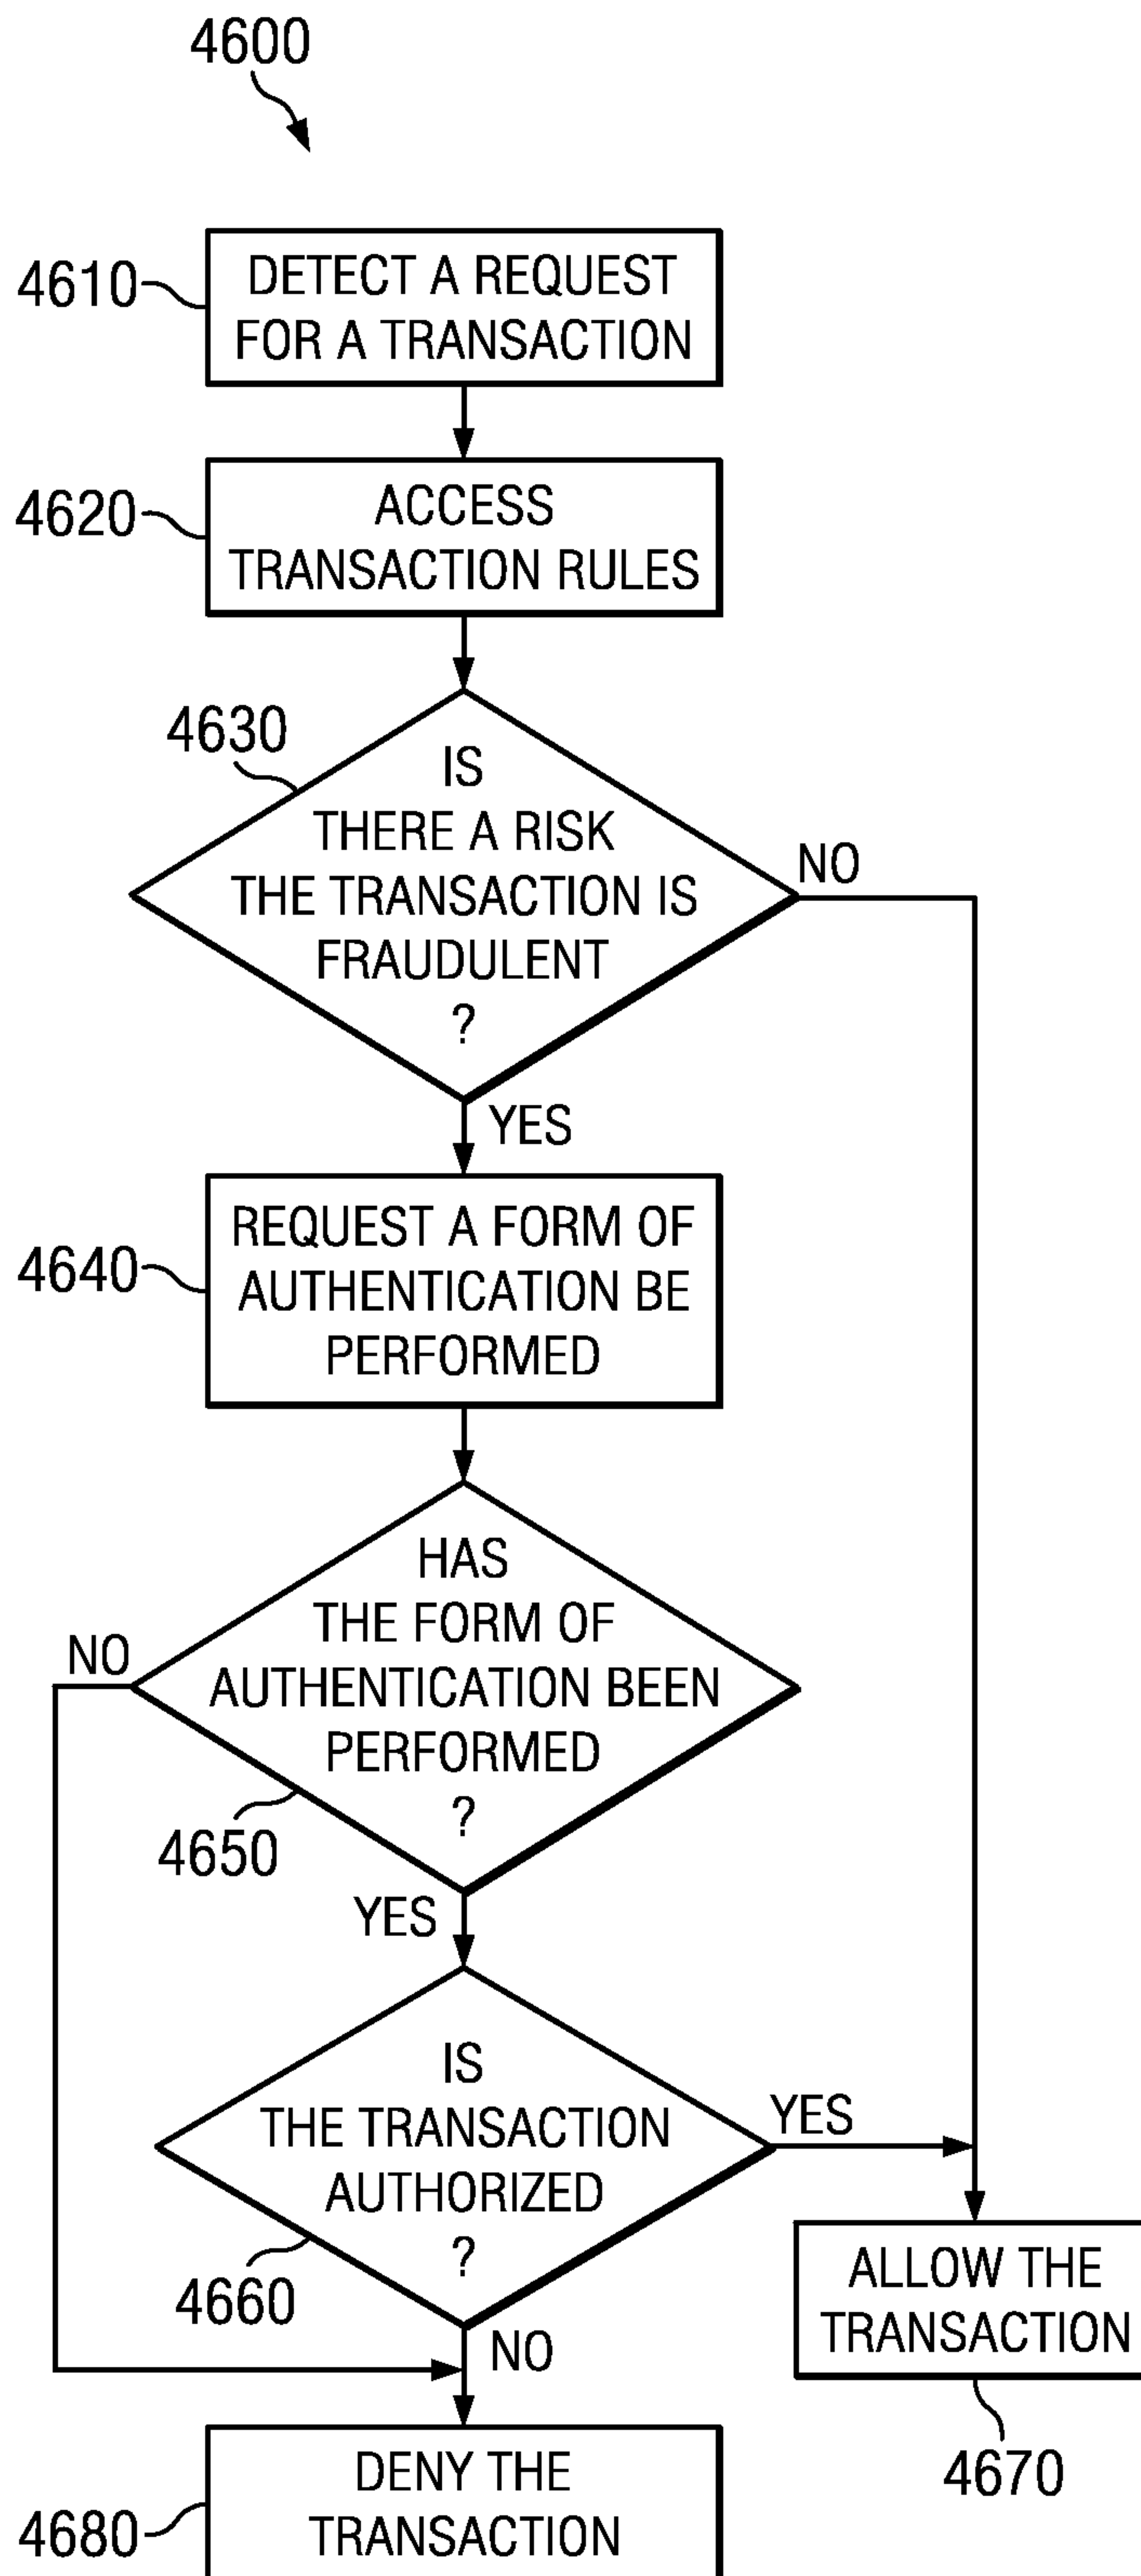 4600
4610
DETECT A REQUEST
FOR A TRANSACTION
4620
ACCESS
TRANSACTION RULES
4630
IS
THERE A RISK
THE TRANSACTION IS
FRAUDULENT
?
NO
YES
4640
REQUEST A FORM OF
AUTHENTICATION BE
PERFORMED
HAS
THE FORM OF
AUTHENTICATION BEEN
PERFORMED
?
NO
4650
YES
IS
THE TRANSACTION
AUTHORIZED
?
YES
4660
NO
ALLOW THE
TRANSACTION
4670
4680
DENY THE
TRANSACTION